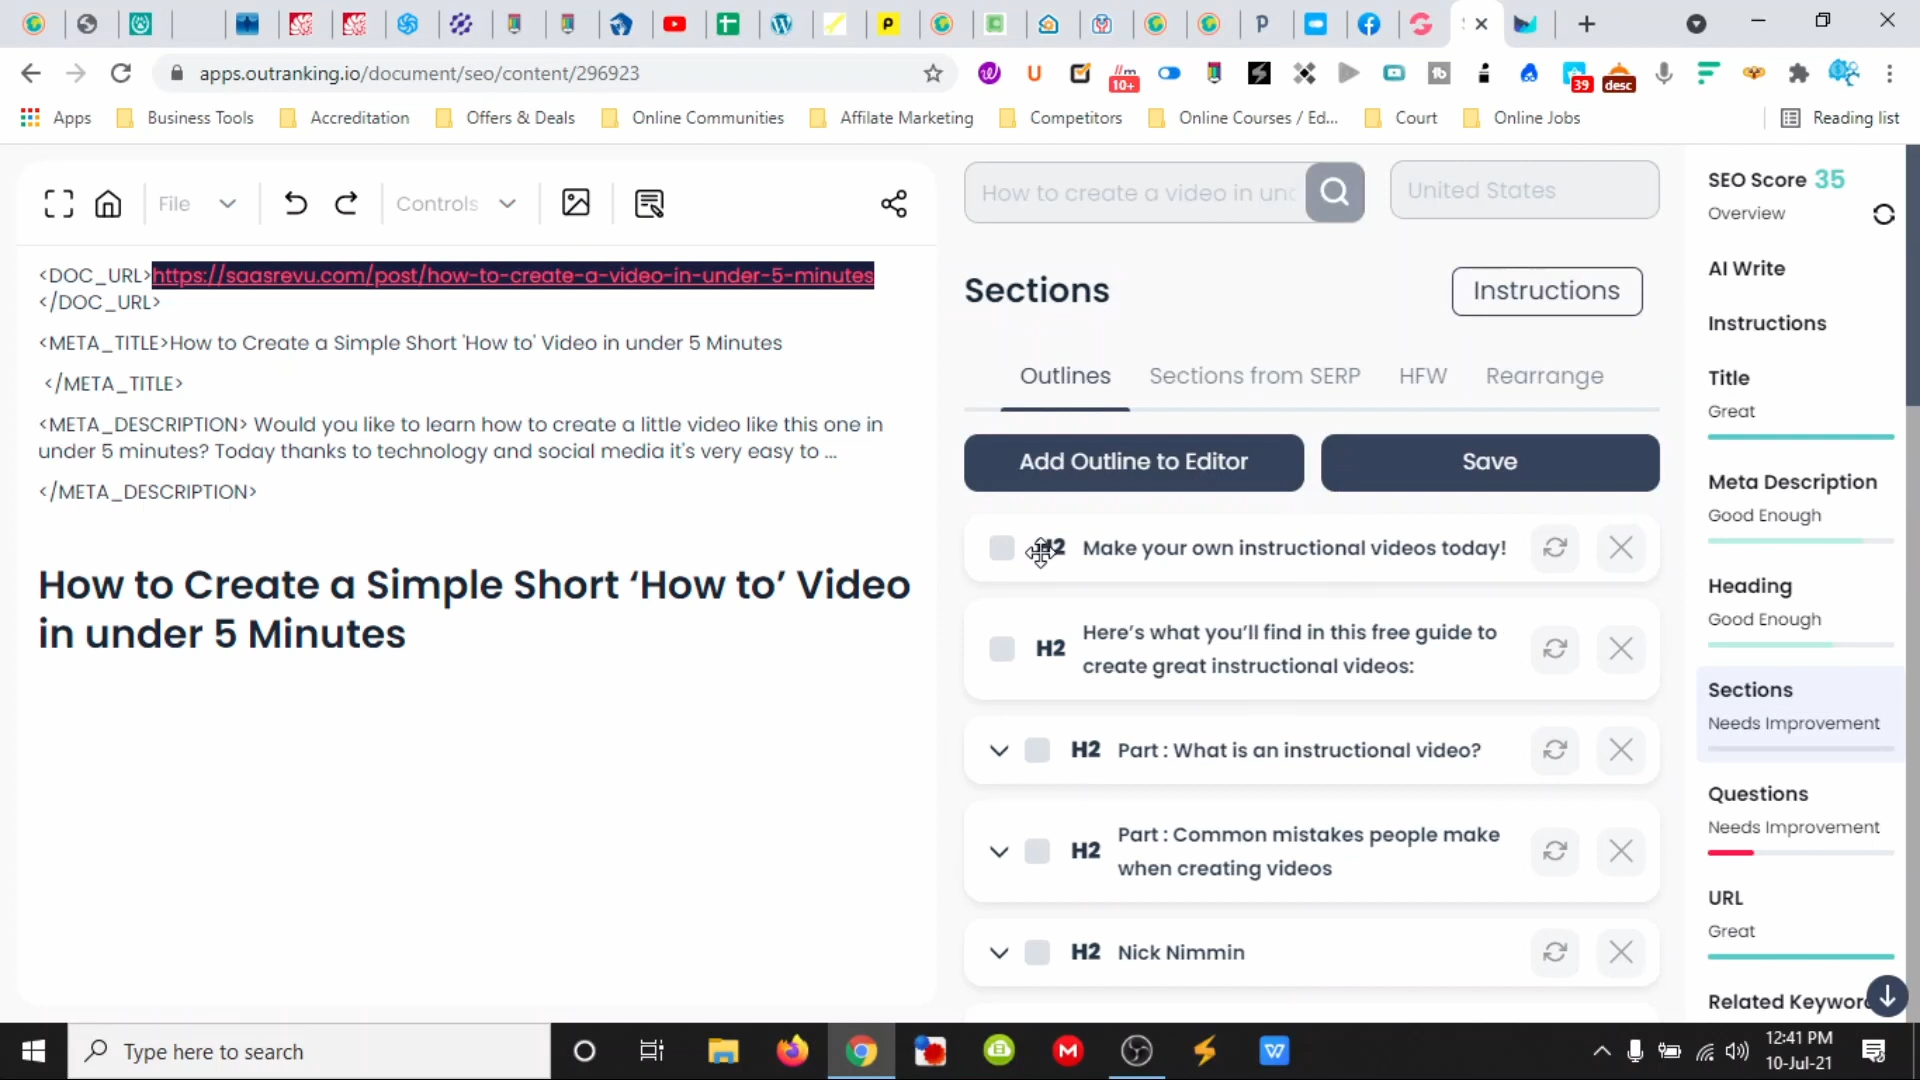 apps.outranking.io/document/seo/content/296923
10+
39
desc
Apps
Business Tools
Accreditation
Offers & Deals
Online Communities
Affilate Marketing
Competitors
Online Courses / Ed...
Court
Online Jobs
Reading list
File
Controls
<DOC_URL>https://saasrevu.com/post/how-to-create-a-video-in-under-5-minutes
</DOC_URL>
<META_TITLE>How to Create a Simple Short 'How to' Video in under 5 Minutes
</META_TITLE>
<META_DESCRIPTION> Would you like to learn how to create a little video like this one in
under 5 minutes? Today thanks to technology and social media it's very easy to ...
</META_DESCRIPTION>
How to Create a Simple Short ‘How to’ Video
in under 5 Minutes
How to create a video in unc
United States
Sections
Instructions
Outlines
Sections from SERP
HFW
Rearrange
Add Outline to Editor
Save
H2 Make your own instructional videos today!
H2 Here’s what you’ll find in this free guide to
create great instructional videos:
H2 Part : What is an instructional video?
H2 Part : Common mistakes people make
when creating videos
H2 Nick Nimmin
SEO Score 35
Overview
AI Write
Instructions
Title
Great
Meta Description
Good Enough
Heading
Good Enough
Sections
Needs Improvement
Questions
Needs Improvement
URL
Great
Related Keywor
Type here to search
12:41 PM
10-Jul-21